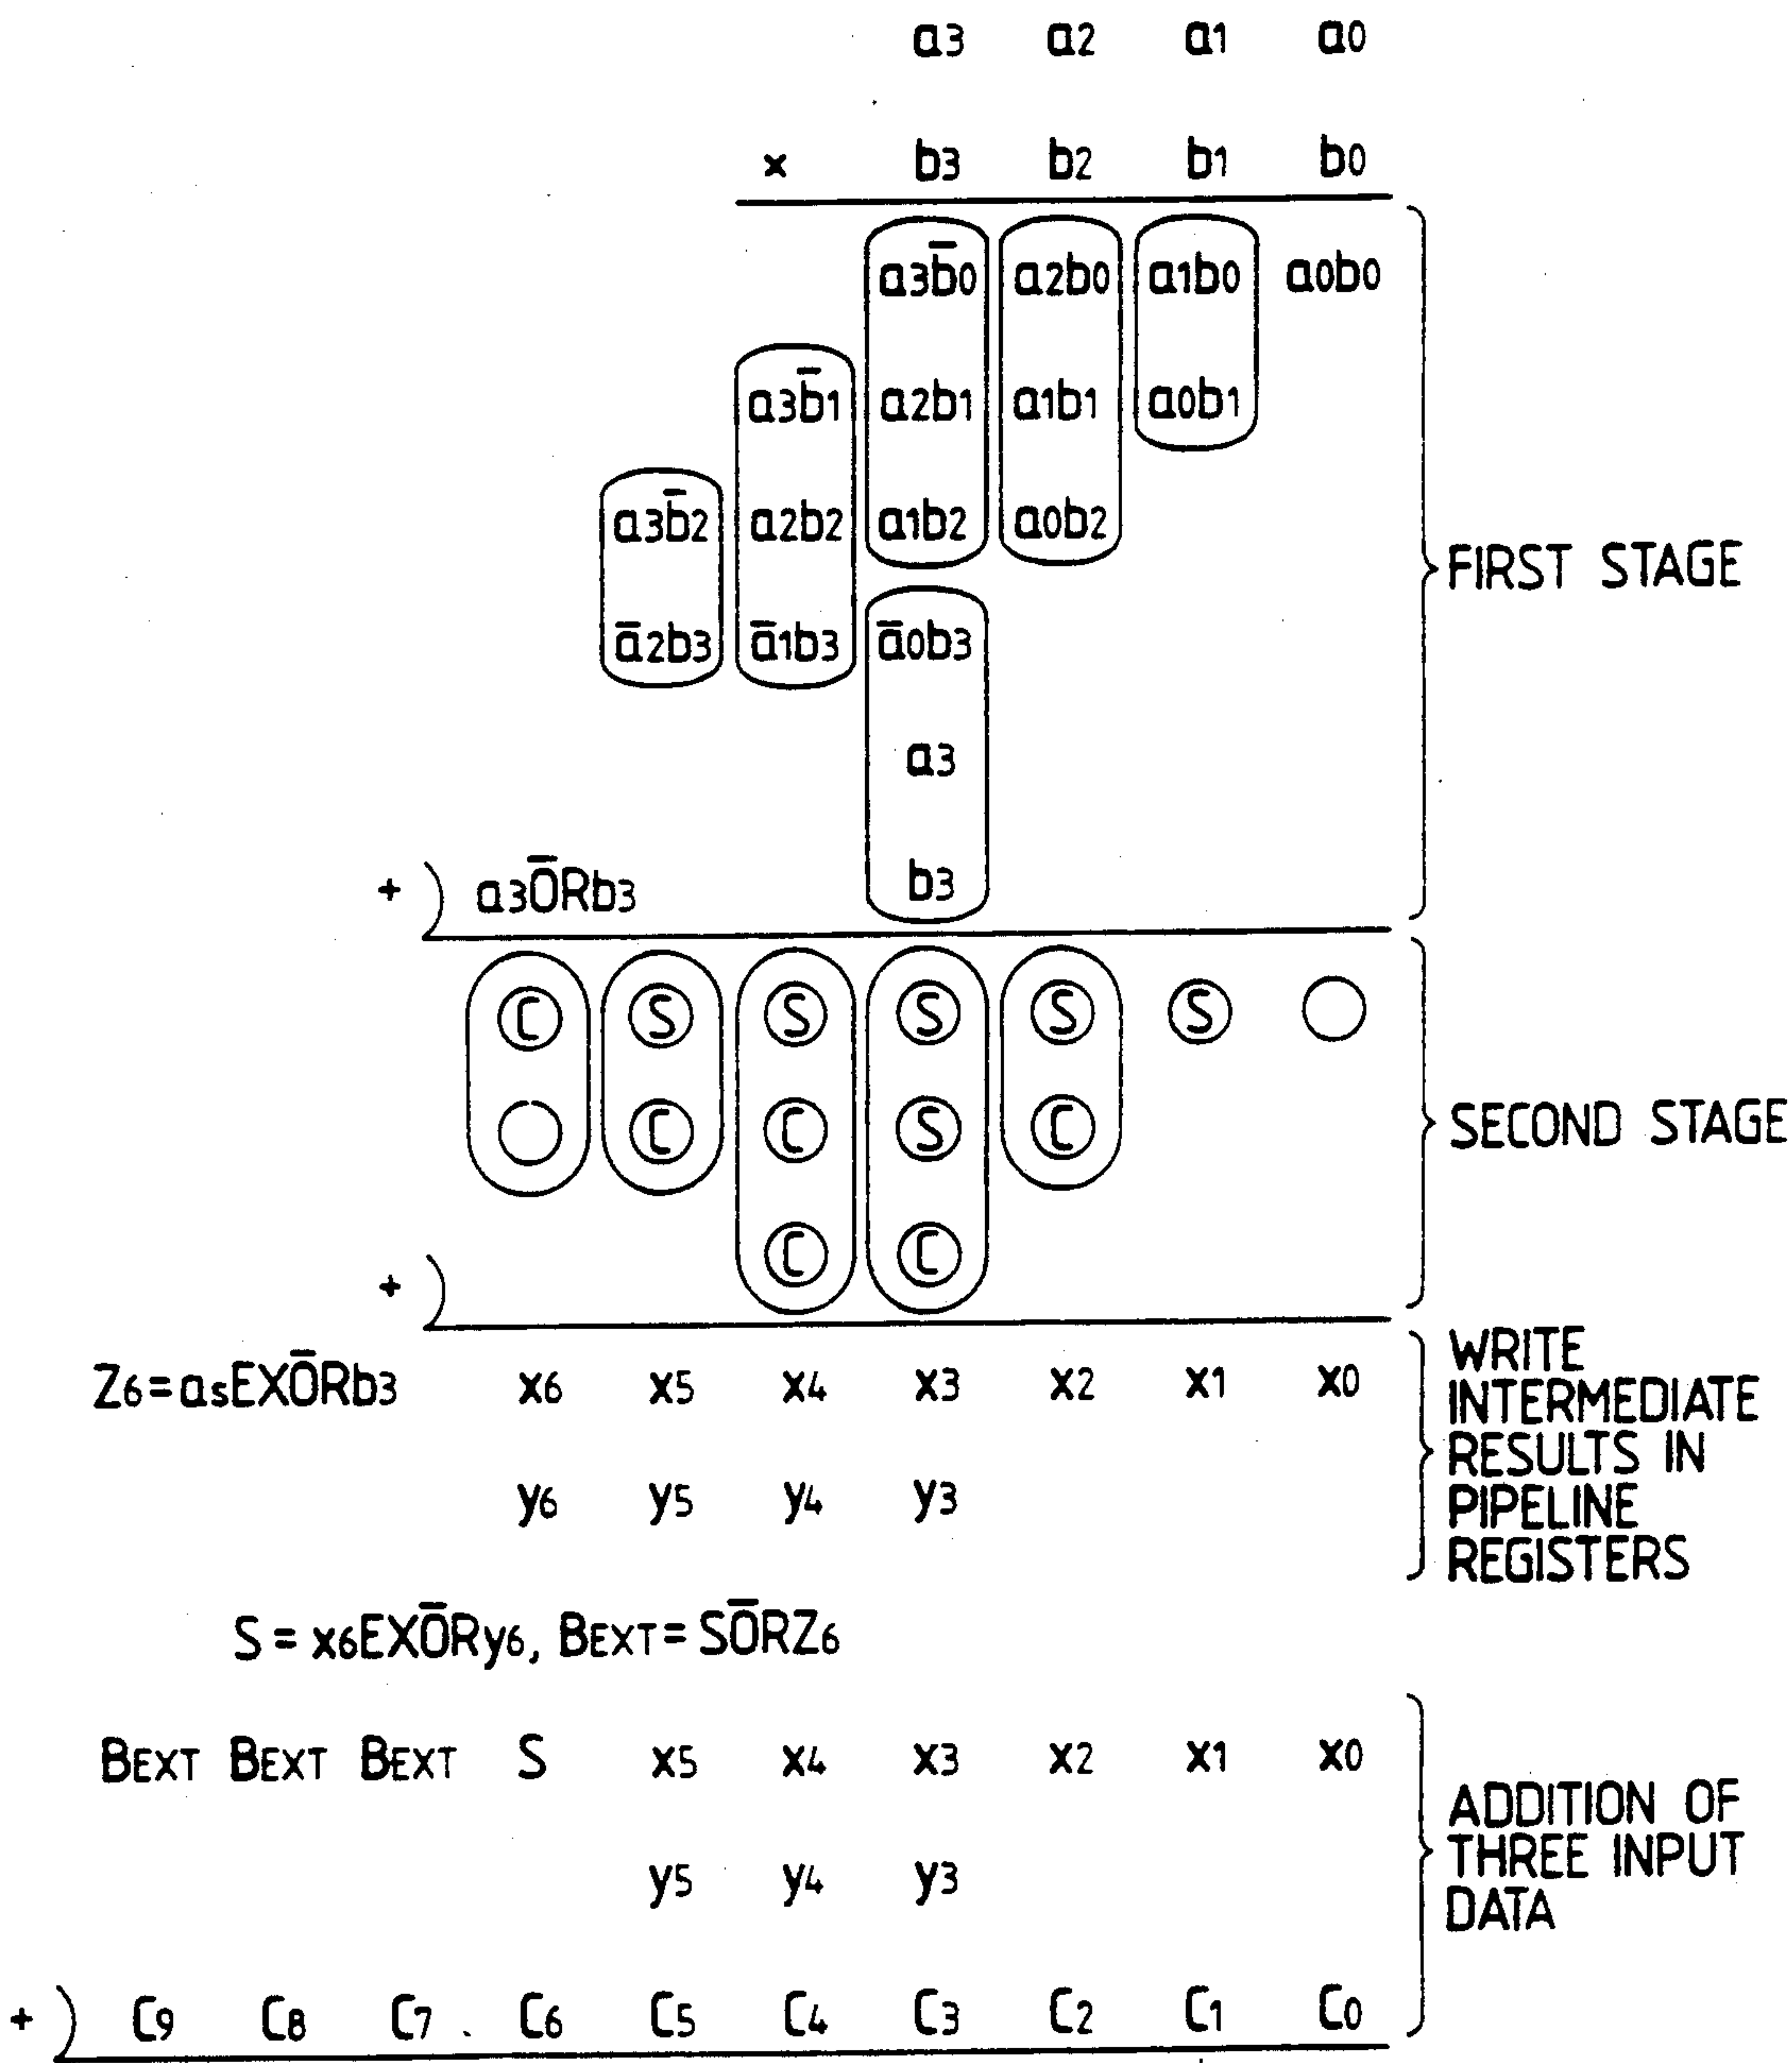 a3 a2 a1 a0
× b3 b2 b1 b0
a3b̄0 a2b0 a1b0 a0b0
a3b̄1 a2b1 a1b1 a0b1
a3b̄2 a2b2 a1b2 a0b2
FIRST STAGE
ā2b3 ā1b3 ā0b3
a3
+ ) a3ŌRb3 b3
C S S S S S
C C S C
SECOND STAGE
C C
+ )
Z6=asEXŌRb3 x6 x5 x4 x3 x2 x1 x0
y6 y5 y4 y3
WRITE
INTERMEDIATE
RESULTS IN
PIPELINE
REGISTERS
S = x6EXŌRy6, BEXT = SŌRZ6
BEXT BEXT BEXT S x5 x4 x3 x2 x1 x0
y5 y4 y3
ADDITION OF
THREE INPUT
DATA
+ ) C9 C8 C7 C6 C5 C4 C3 C2 C1 C0